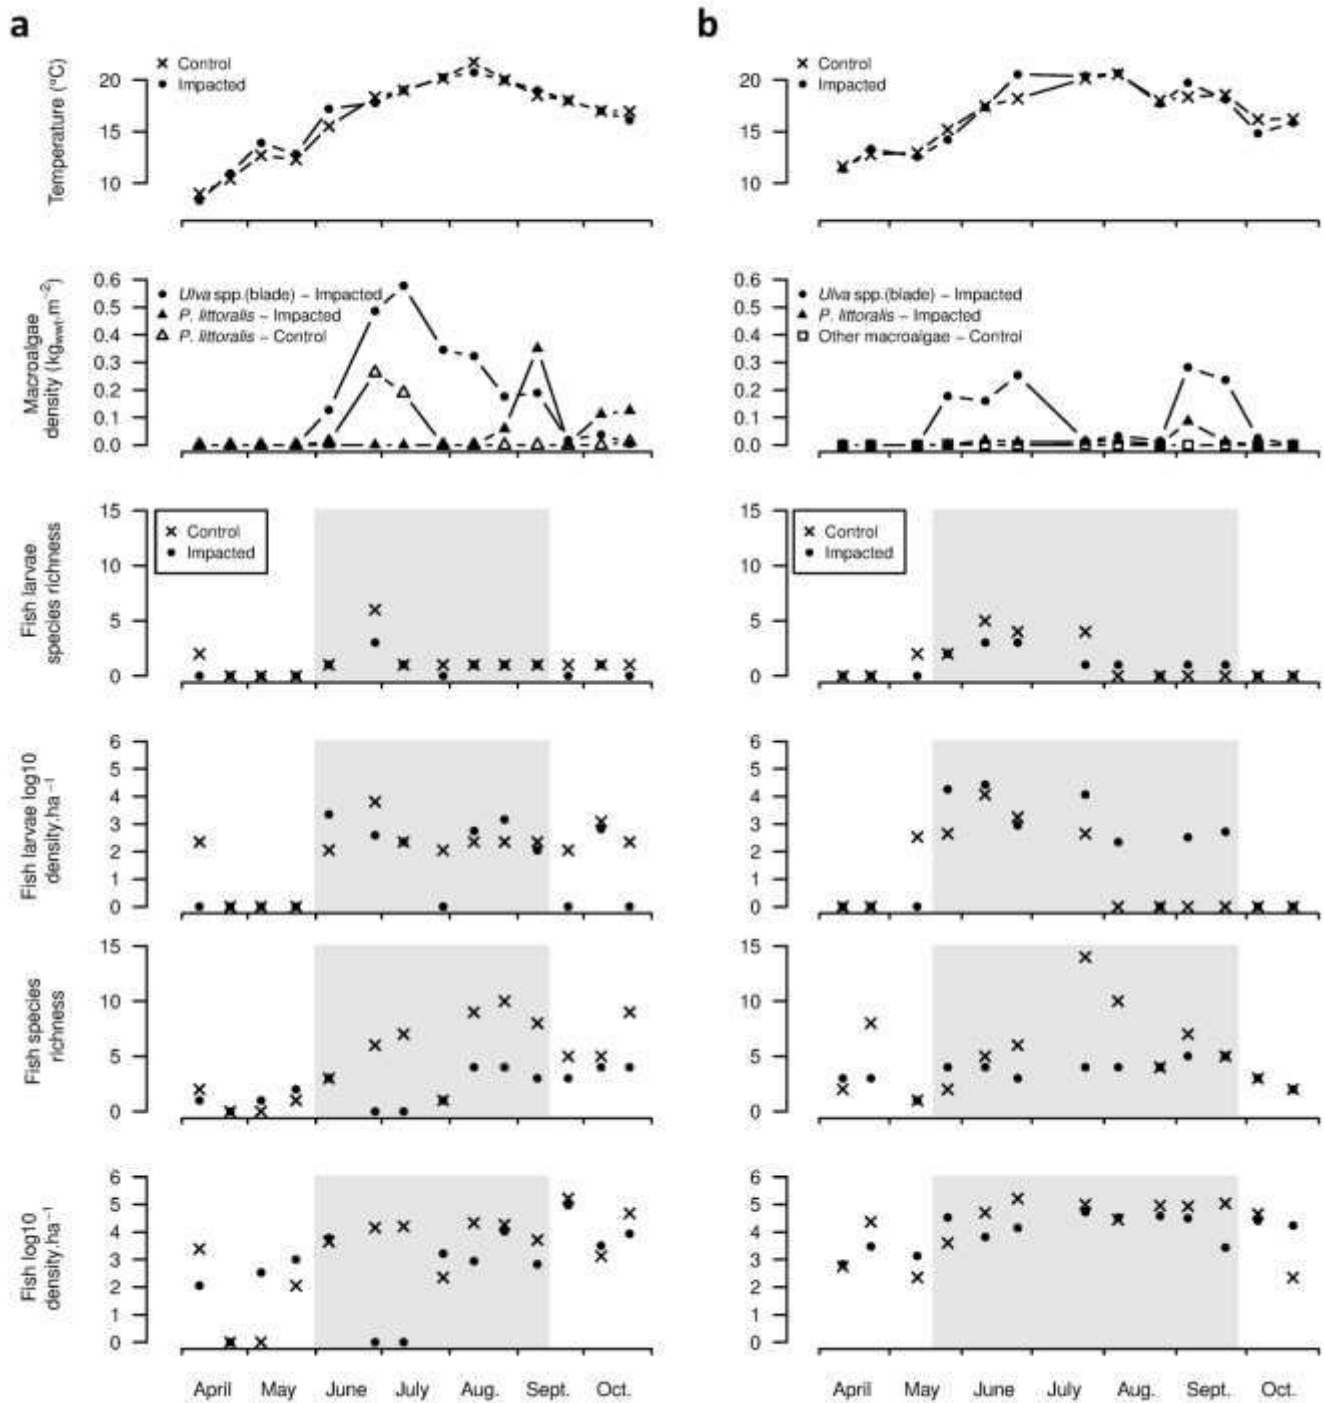 a
Temperature (°C)
20
15
10
× Control
• Impacted
Macroalgae
density (kgwwt.m−2)
0.6
0.5
0.4
0.3
0.2
0.1
0.0
Ulva spp.(blade) − Impacted
P. littoralis − Impacted
P. littoralis − Control
Fish larvae
species richness
15
10
5
0
Control
Impacted
Fish larvae log10
density.ha−1
6
5
4
3
2
1
0
Fish species
richness
15
10
5
0
Fish log10
density.ha−1
6
5
4
3
2
1
0
April May June July Aug. Sept. Oct.
b
20
15
10
Control
Impacted
0.6
0.5
0.4
0.3
0.2
0.1
0.0
Ulva spp.(blade) − Impacted
P. littoralis − Impacted
Other macroalgae − Control
15
10
5
0
Control
Impacted
6
5
4
3
2
1
0
15
10
5
0
6
5
4
3
2
1
0
April May June July Aug. Sept. Oct.